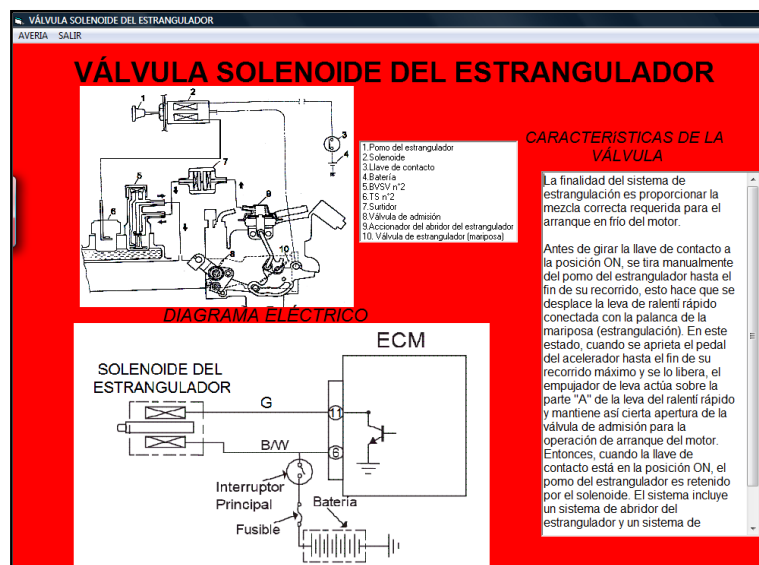 VÁLVULA SOLENOIDE DEL ESTRANGULADOR
AVERIA SALIR
VÁLVULA SOLENOIDE DEL ESTRANGULADOR
1
2
3
4
5
6
7
8
9
10
1.Pomo del estrangulador
2.Solenoide
3.Llave de contacto
4.Batería
5.BVSV n°2
6.TS n°2
7.Surtidor
8.Válvula de admisión
9.Accionador del abridor del estrangulador
10. Válvula de estrangulador (mariposa)
CARACTERISTICAS DE LA
VÁLVULA
La finalidad del sistema de
estrangulación es proporcionar la
mezcla correcta requerida para el
arranque en frío del motor.
Antes de girar la llave de contacto a
la posición ON, se tira manualmente
del pomo del estrangulador hasta el
fin de su recorrido, esto hace que se
desplace la leva de ralentí rápido
conectada con la palanca de la
mariposa (estrangulación). En este
estado, cuando se aprieta el pedal
del acelerador hasta el fin de su
recorrido máximo y se lo libera, el
empujador de leva actúa sobre la
parte "A" de la leva del ralentí rápido
y mantiene así cierta apertura de la
válvula de admisión para la
operación de arranque del motor.
Entonces, cuando la llave de
contacto está en la posición ON, el
pomo del estrangulador es retenido
por el solenoide. El sistema incluye
un sistema de abridor del
estrangulador y un sistema de
DIAGRAMA ELÉCTRICO
ECM
SOLENOIDE DEL
ESTRANGULADOR
G
11
B/W
6
Interruptor
Principal
Batería
Fusible